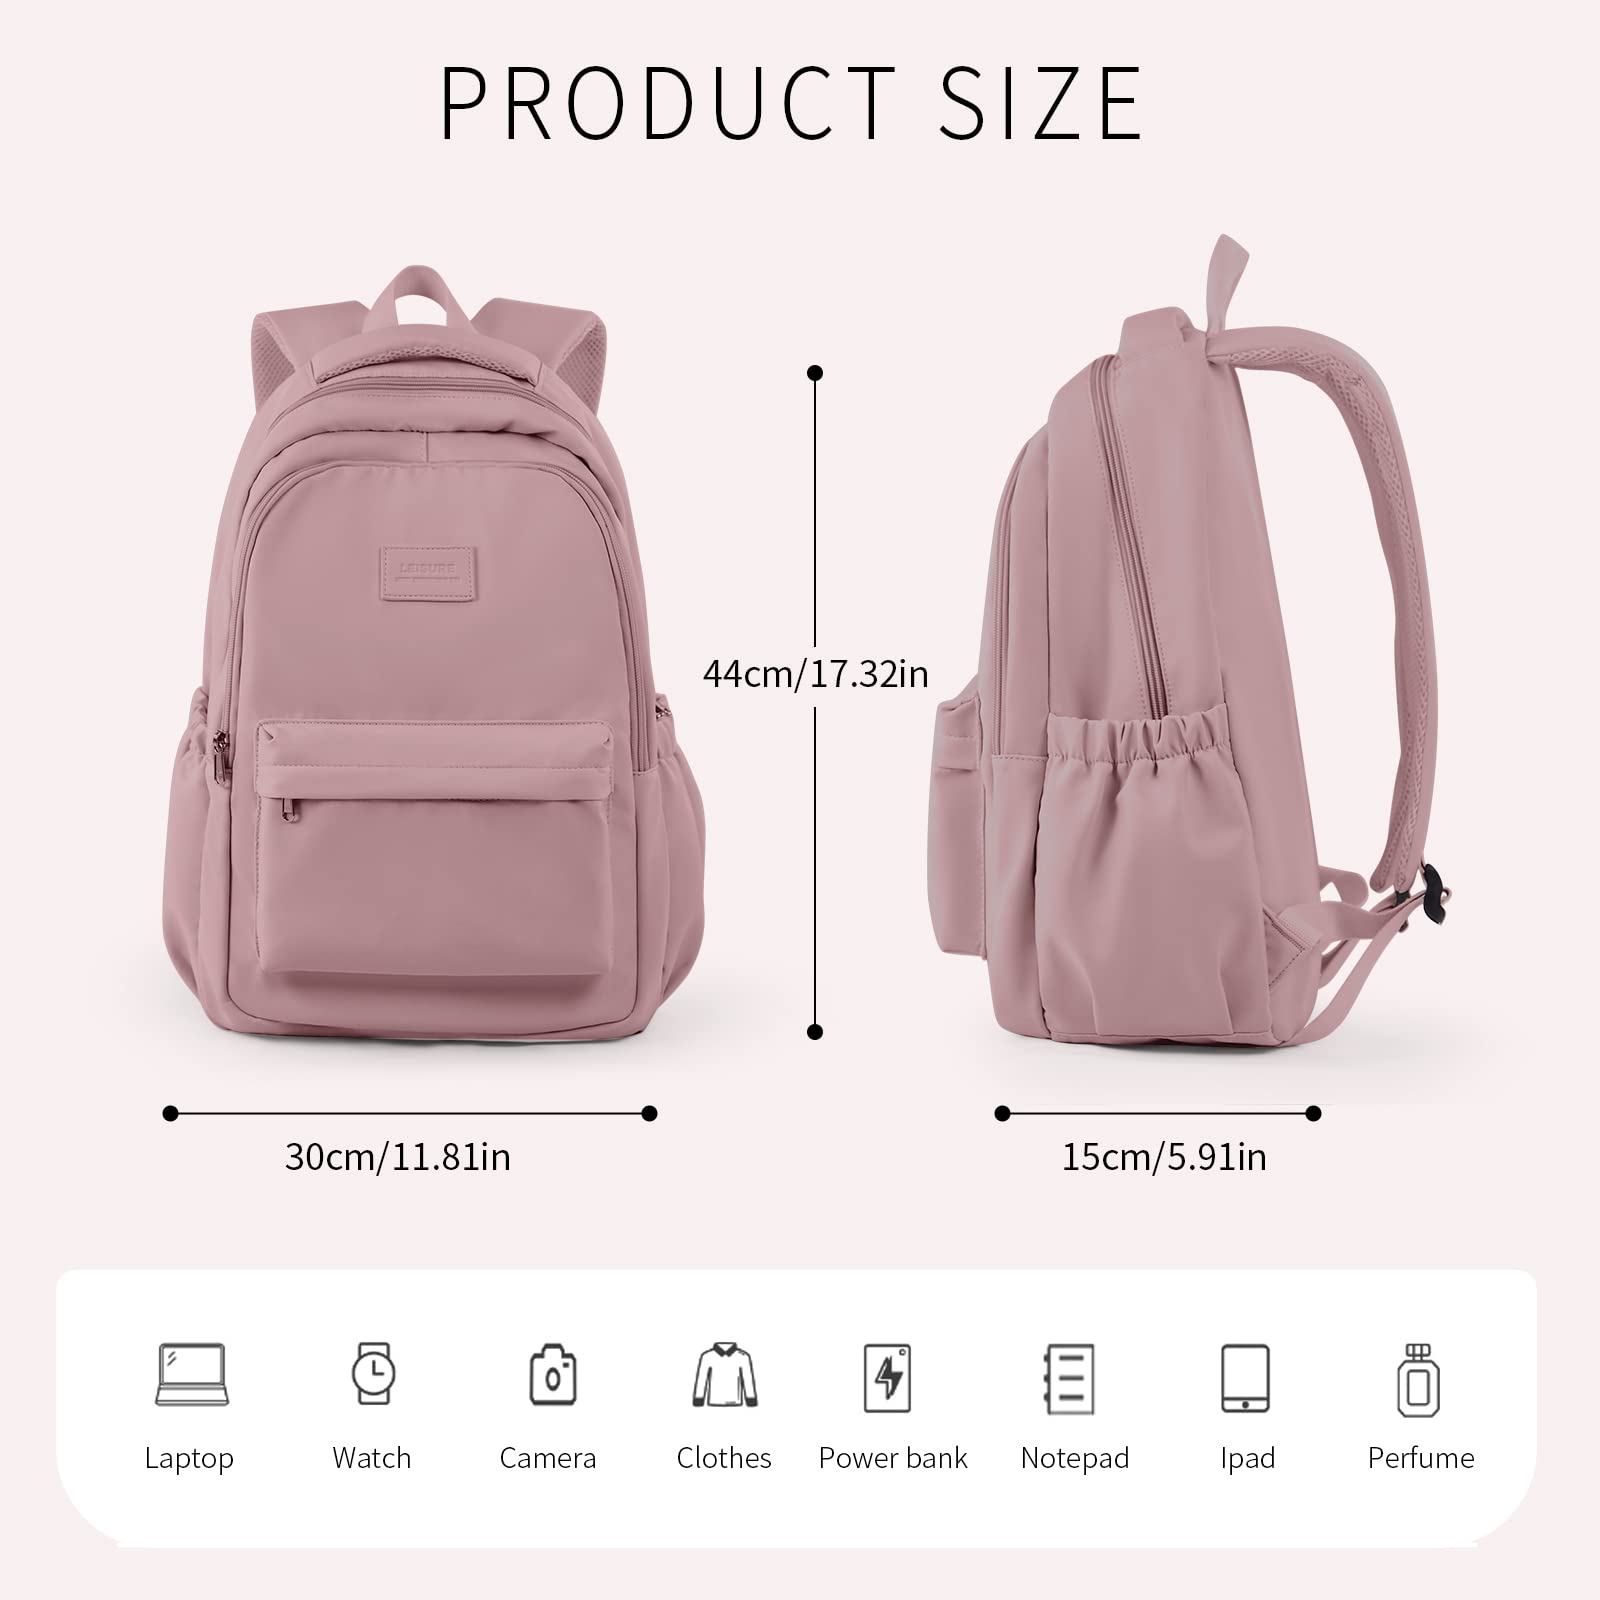 PRODUCT SIZE
LEISURE
44cm/17.32in
30cm/11.81in
15cm/5.91in
Laptop
Watch
Camera
Clothes
Power bank
Notepad
Ipad
Perfume